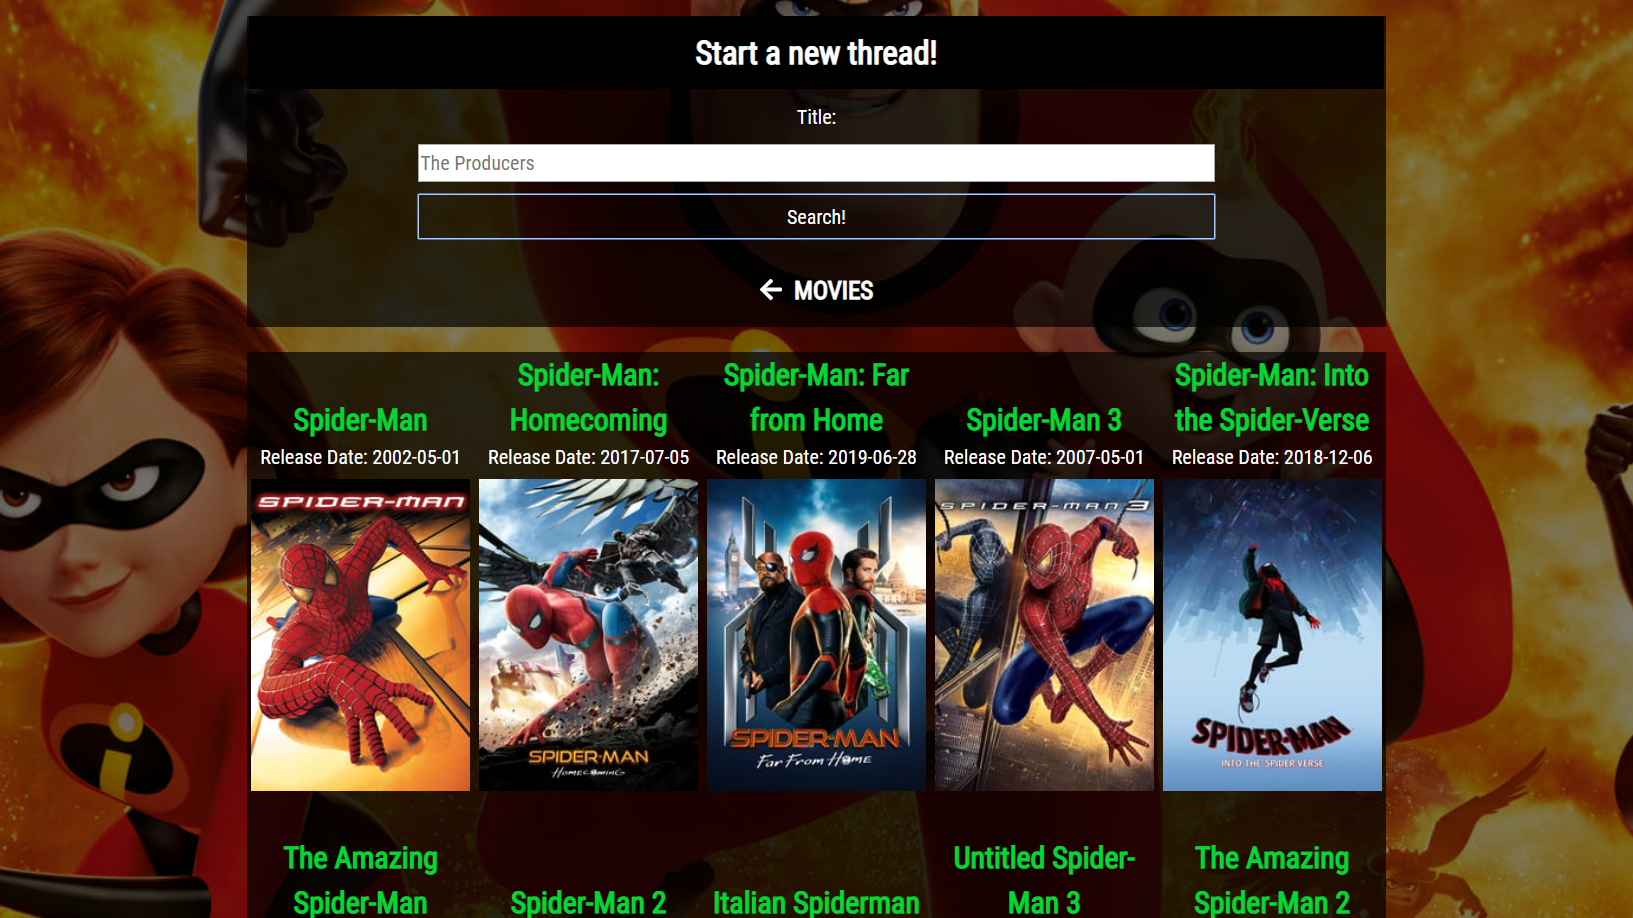 Start a new thread!
Title:
The Producers
Search!
MOVIES
Spider-Man
Release Date: 2002-05-01
Spider-Man:
Homecoming
Release Date: 2017-07-05
Spider-Man: Far
from Home
Release Date: 2019-06-28
Spider-Man 3
Release Date: 2007-05-01
Spider-Man: Into
the Spider-Verse
Release Date: 2018-12-06
SPIDER-MAN
SPIDER-MAN
HOMECOMING
SPIDER-MAN
Far From Home
SPIDER-MAN 3
SPIDER-MAN
INTO THE SPIDER-VERSE
The Amazing
Spider-Man
Spider-Man 2
Italian Spiderman
Untitled Spider-
Man 3
The Amazing
Spider-Man 2